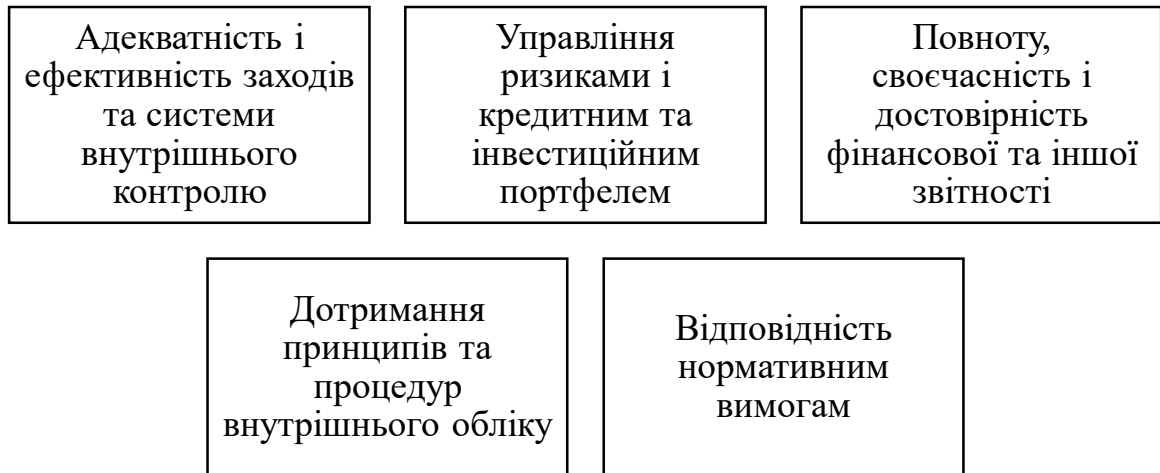 Адекватність і
ефективність заходів
та системи
внутрішнього
контролю
Управління
ризиками і
кредитним та
інвестиційним
портфелем
Повноту,
своєчасність і
достовірність
фінансової та іншої
звітності
Дотримання
принципів та
процедур
внутрішнього обліку
Відповідність
нормативним
вимогам